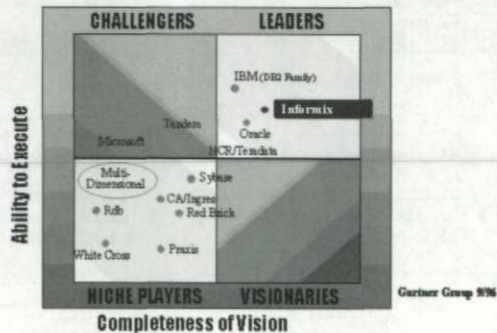 CHALLENGERS LEADERS
IBM (DB2 Family)
Informix
Oracle
Tandem
Microsoft
NCR/Teradata
Multi-
Dimensional
Sybase
CA/Ingres
Rdb
Red Brick
White Cross
Praxis
NICHE PLAYERS VISIONARIES
Ability to Execute
Completeness of Vision
Gartner Group 9/96